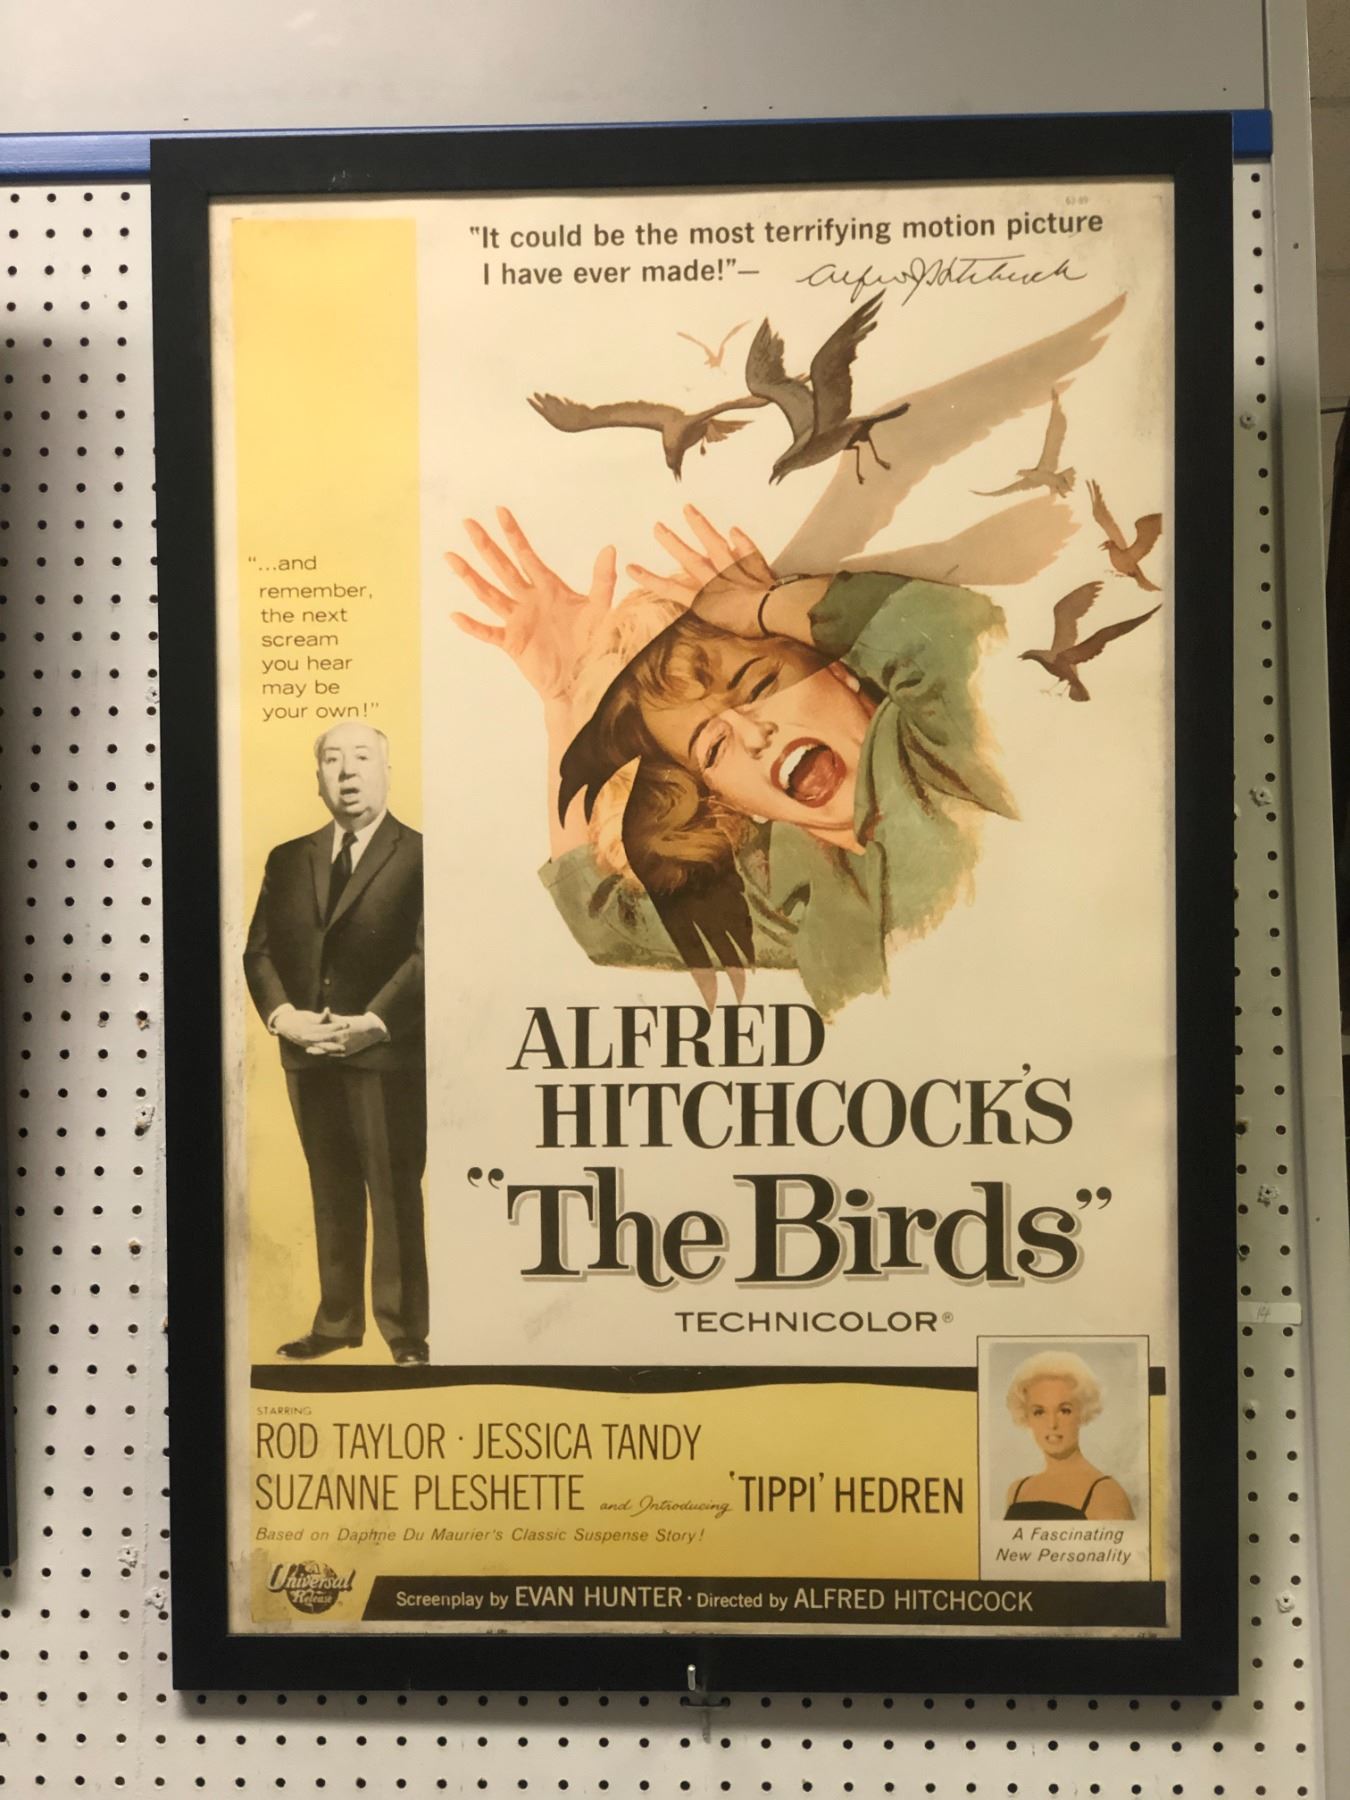 63/89
"It could be the most terrifying motion picture
I have ever made!"— Alfred J Hitchcock
"...and
remember,
the next
scream
you hear
may be
your own!"
ALFRED
HITCHCOCK'S
"The Birds"
TECHNICOLOR®
STARRING
ROD TAYLOR · JESSICA TANDY
SUZANNE PLESHETTE and Introducing 'TIPPI' HEDREN
Based on Daphne Du Maurier's Classic Suspense Story!
A Fascinating
New Personality
Universal
Release
Screenplay by EVAN HUNTER · Directed by ALFRED HITCHCOCK
14